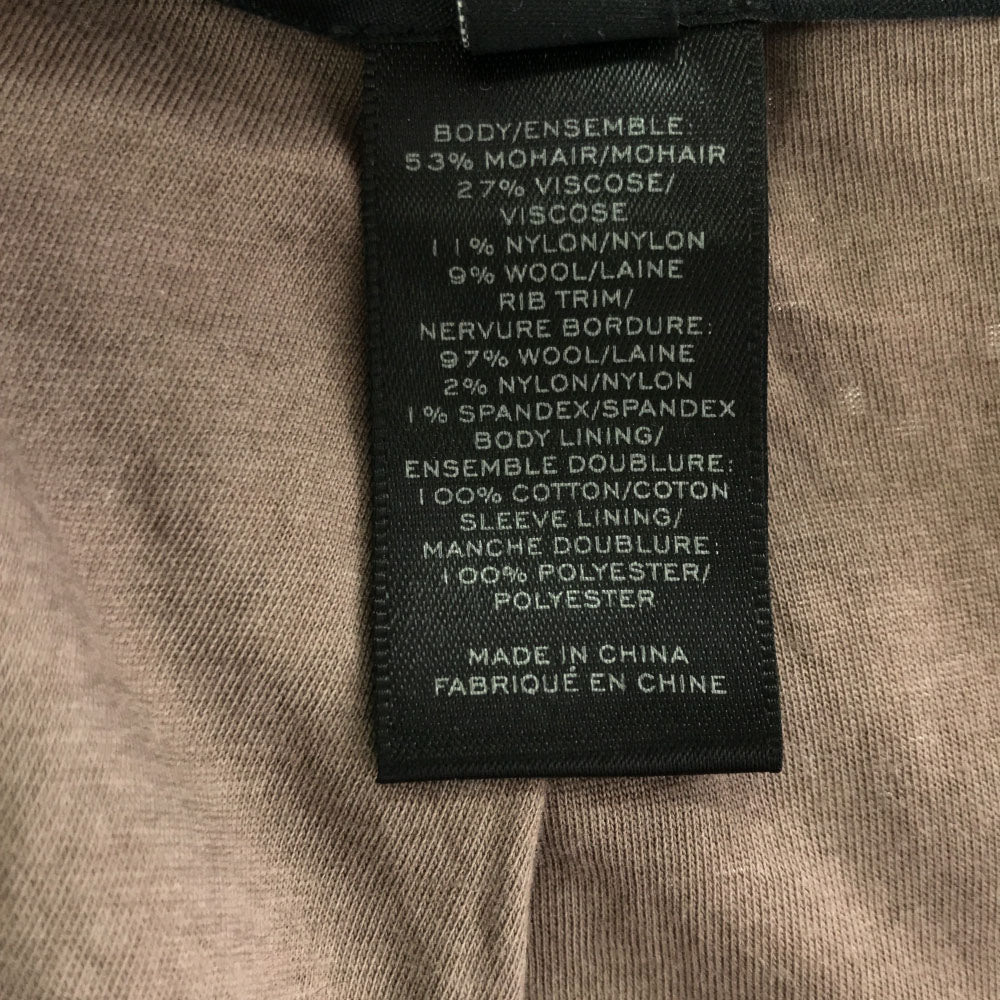 BODY/ENSEMBLE:
53% MOHAIR/MOHAIR
27% VISCOSE/
VISCOSE
11% NYLON/NYLON
9% WOOL/LAINE
RIB TRIM/
NERVURE BORDURE:
97% WOOL/LAINE
2% NYLON/NYLON
1% SPANDEX/SPANDEX
BODY LINING/
ENSEMBLE DOUBLURE:
100% COTTON/COTON
SLEEVE LINING/
MANCHE DOUBLURE:
100% POLYESTER/
POLYESTER
MADE IN CHINA
FABRIQUÉ EN CHINE